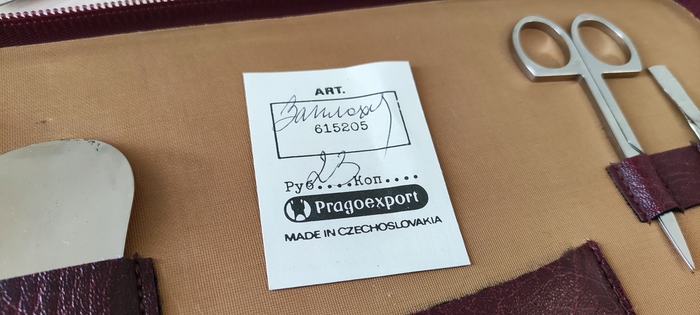 ART.
615205
Руб....Коп....
23
Pragoexport
MADE IN CZECHOSLOVAKIA